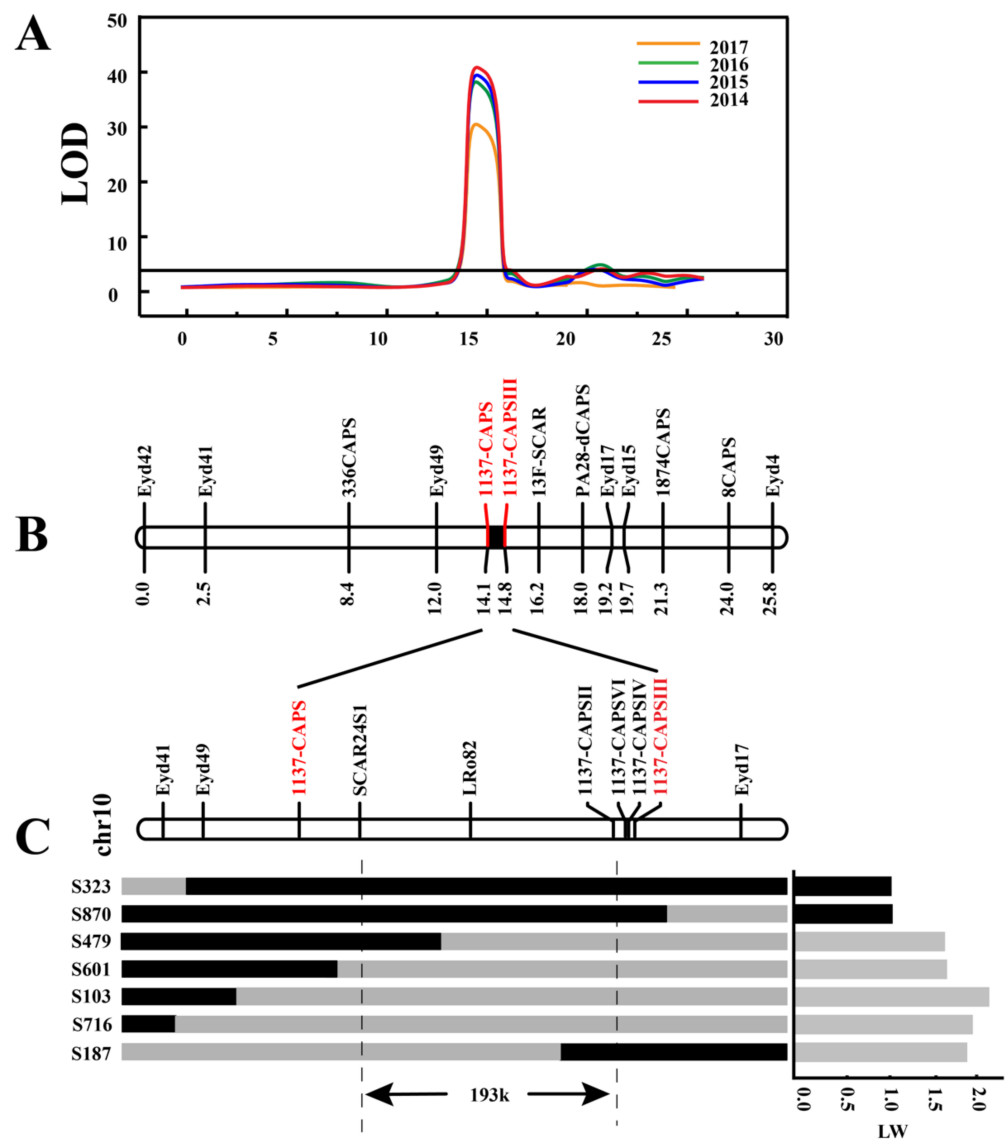 A
50
40
30
20
10
0
LOD
2017
2016
2015
2014
0 5 10 15 20 25 30
B
Eyd42 Eyd41 336CAPS Eyd49 1137-CAPS 1137-CAPSIII 13F-SCAR PA28-dCAPS Eyd17 Eyd15 1874CAPS 8CAPS Eyd4
0.0 2.5 8.4 12.0 14.1 14.8 16.2 18.0 19.2 19.7 21.3 24.0 25.8
C
chr10
Eyd41 Eyd49 1137-CAPS SCAR24S1 LRo82 1137-CAPSII 1137-CAPSVI 1137-CAPSIV 1137-CAPSIII Eyd17
S323
S870
S479
S601
S103
S716
S187
193k
0.0 0.5 1.0 1.5 2.0
LW